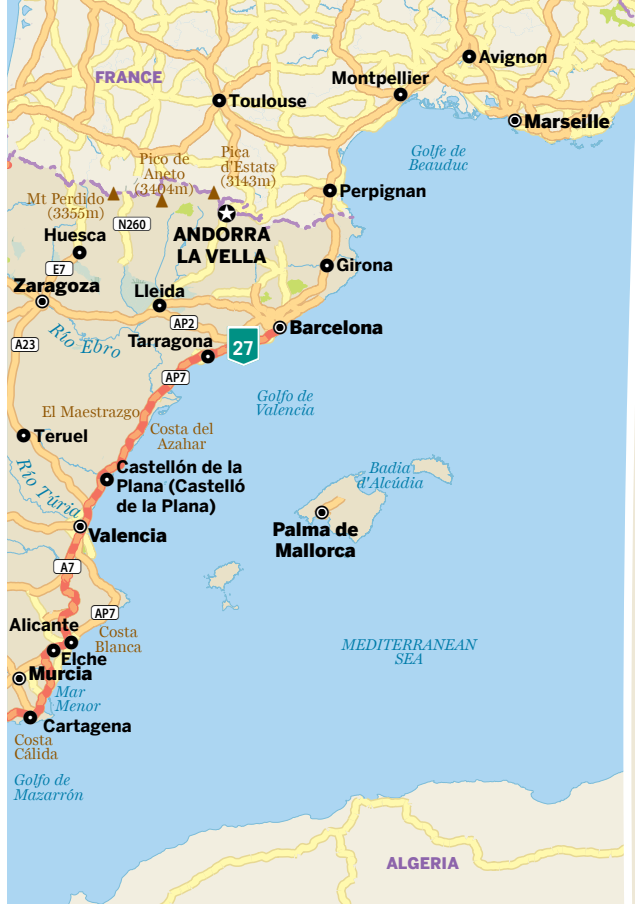 Avignon
FRANCE
Montpellier
Toulouse
Marseille
Golfe de
Beauduc
Pica
d'Estats
(3143m)
Pico de
Aneto
(3404m)
Mt Perdido
(3355m)
Perpignan
N260
Huesca
ANDORRA
LA VELLA
E7
Girona
Zaragoza
Lleida
AP2
Barcelona
Río Ebro
A23
Tarragona
27
AP7
Golfo de
Valencia
El Maestrazgo
Costa del
Azahar
Teruel
Castellón de la
Plana (Castelló
de la Plana)
Badia
d'Alcúdia
Río Túria
Palma de
Mallorca
Valencia
A7
AP7
Alicante
Costa
Blanca
MEDITERRANEAN
SEA
Elche
Murcia
Mar
Menor
Cartagena
Costa
Cálida
Golfo de
Mazarrón
ALGERIA